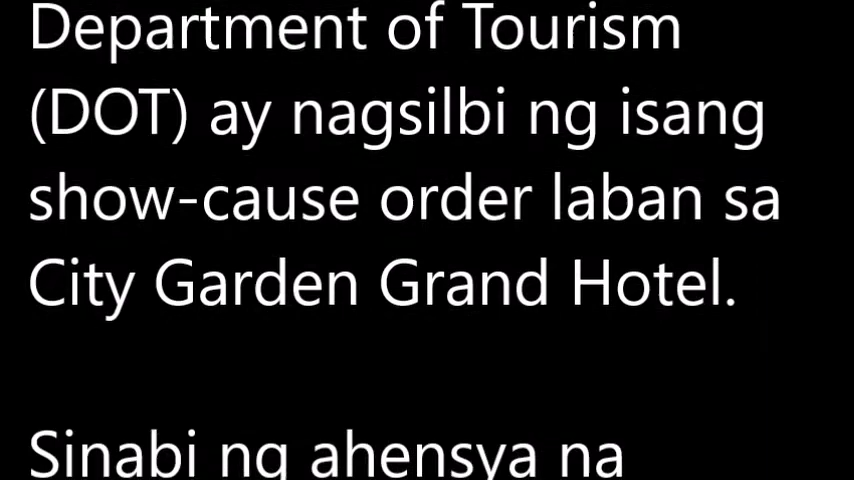 Department of Tourism
(DOT) ay nagsilbi ng isang
show-cause order laban sa
City Garden Grand Hotel.
Sinabi ng ahensya na